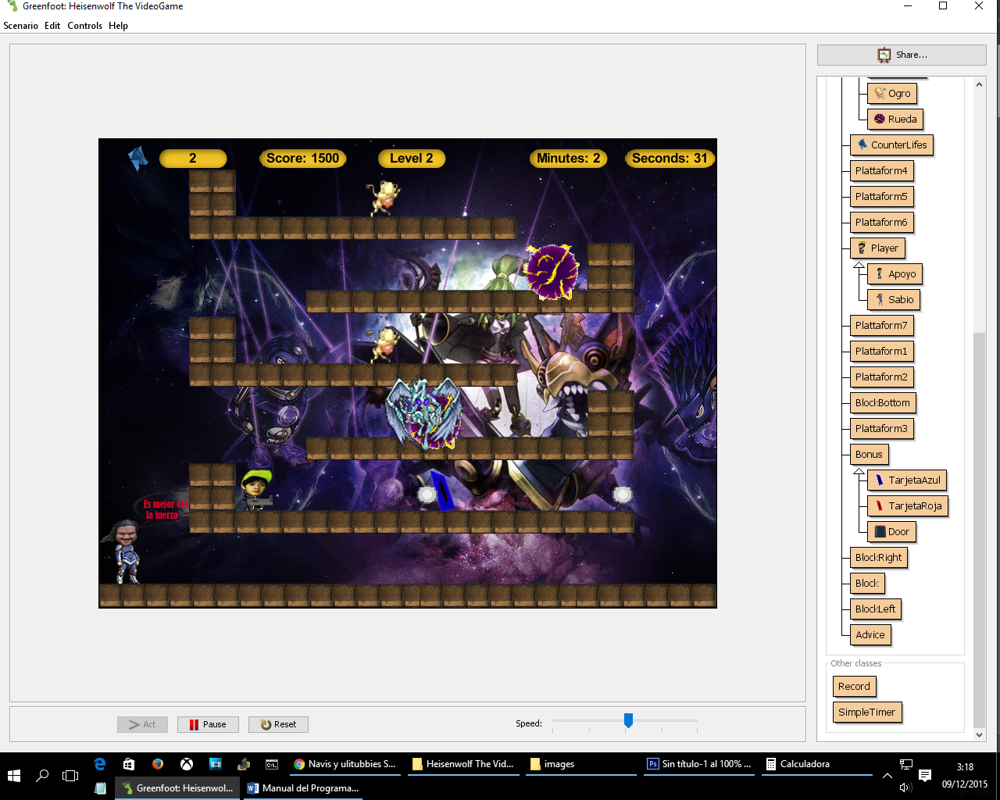 Greenfoot: Heisenwolf The VideoGame
Scenario Edit Controls Help
Share...
2
Score: 1500
Level 2
Minutes: 2
Seconds: 31
Es mejor el
la fuerza
Ogro
Rueda
CounterLifes
Plattaform4
Plattaform5
Plattaform6
Player
Apoyo
Sabio
Plattaform7
Plattaform1
Plattaform2
BlockBottom
Plattaform3
Bonus
TarjetaAzul
TarjetaRoja
Door
BlockRight
Block
BlockLeft
Advice
Other classes
Record
SimpleTimer
Act
Pause
Reset
Speed:
Navis y ulitubbies S...
Heisenwolf The Vid...
images
Sin título-1 al 100% ...
Calculadora
Greenfoot: Heisenwol...
Manual del Programa...
3:18
09/12/2015